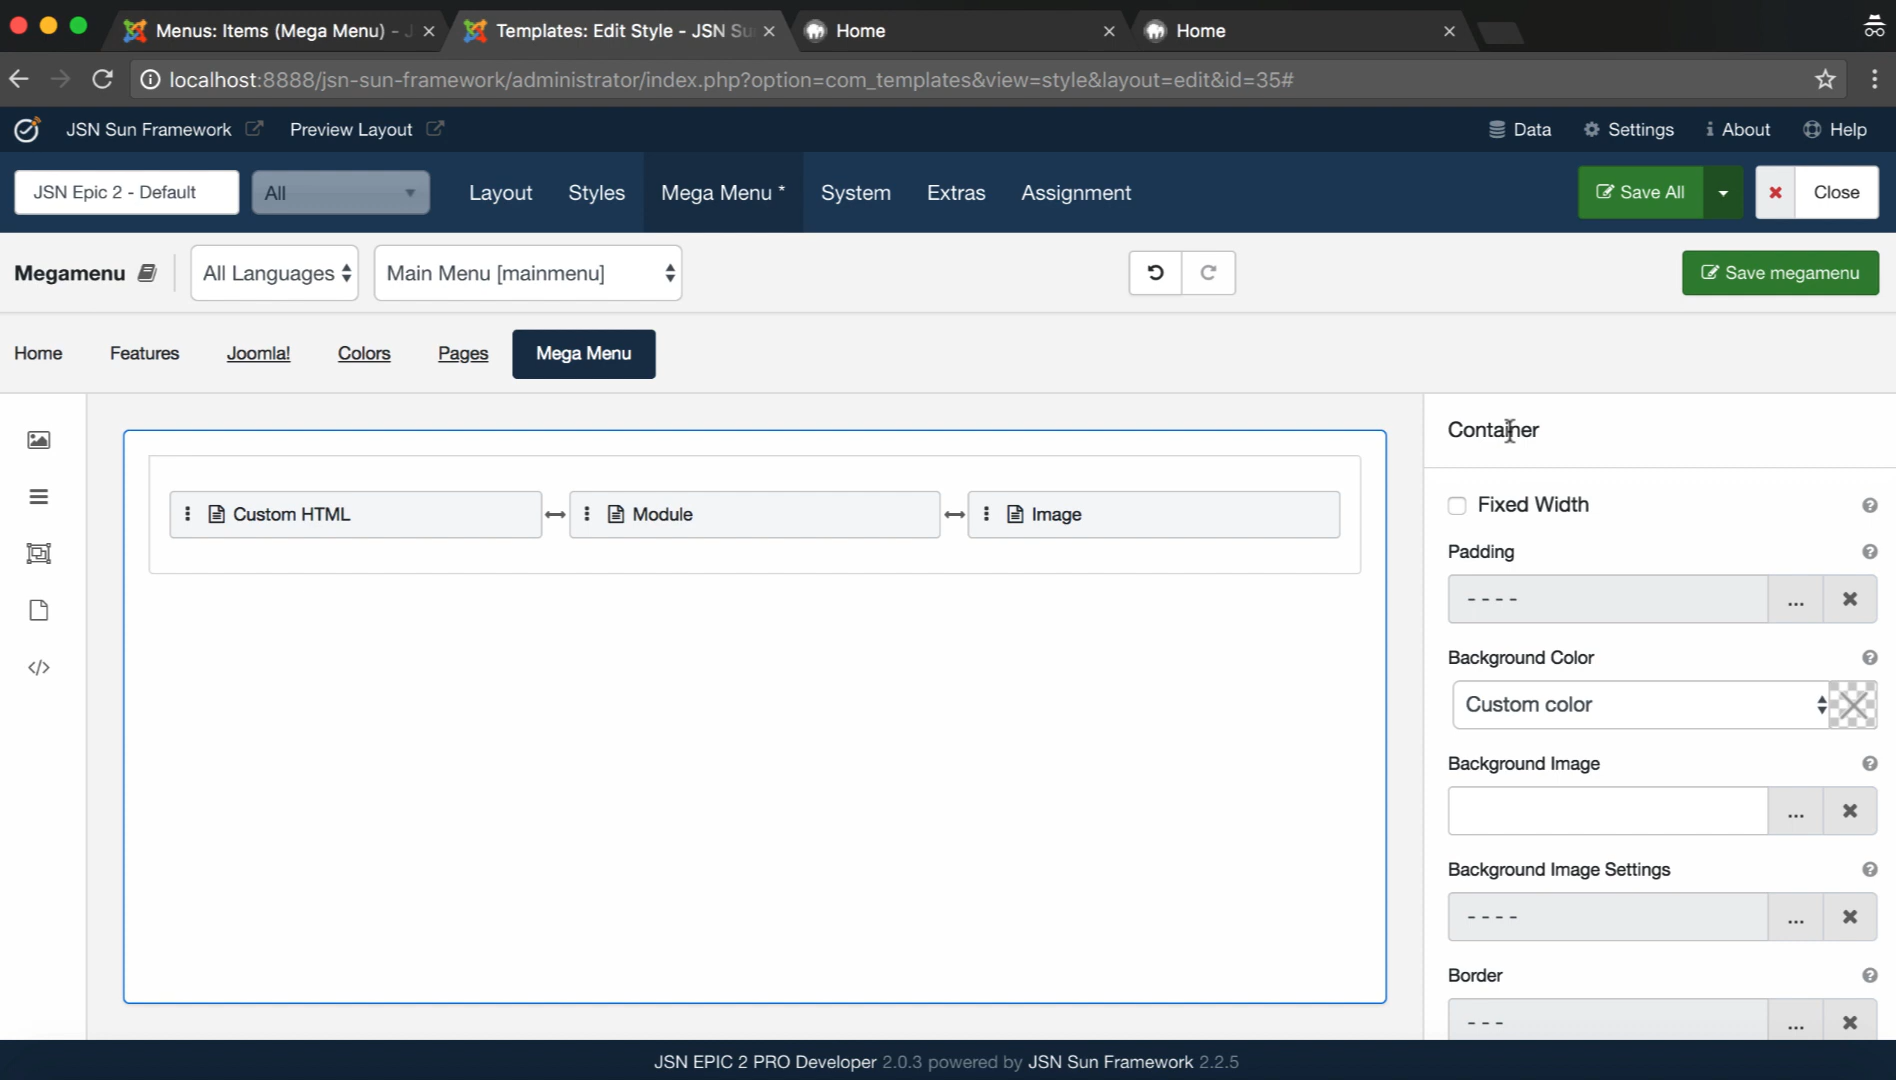 Menus: Items (Mega Menu) - J
Templates: Edit Style - JSN Su
Home
Home
localhost:8888/jsn-sun-framework/administrator/index.php?option=com_templates&view=style&layout=edit&id=35#
JSN Sun Framework
Preview Layout
Data
Settings
About
Help
JSN Epic 2 - Default
All
Layout
Styles
Mega Menu *
System
Extras
Assignment
Save All
Close
Megamenu
All Languages
Main Menu [mainmenu]
Save megamenu
Home
Features
Joomla!
Colors
Pages
Mega Menu
Container
Custom HTML
Module
Image
Fixed Width
Padding
- - - -
...
Background Color
Custom color
Background Image
...
Background Image Settings
- - - -
...
Border
- - -
...
JSN EPIC 2 PRO Developer 2.0.3 powered by JSN Sun Framework 2.2.5